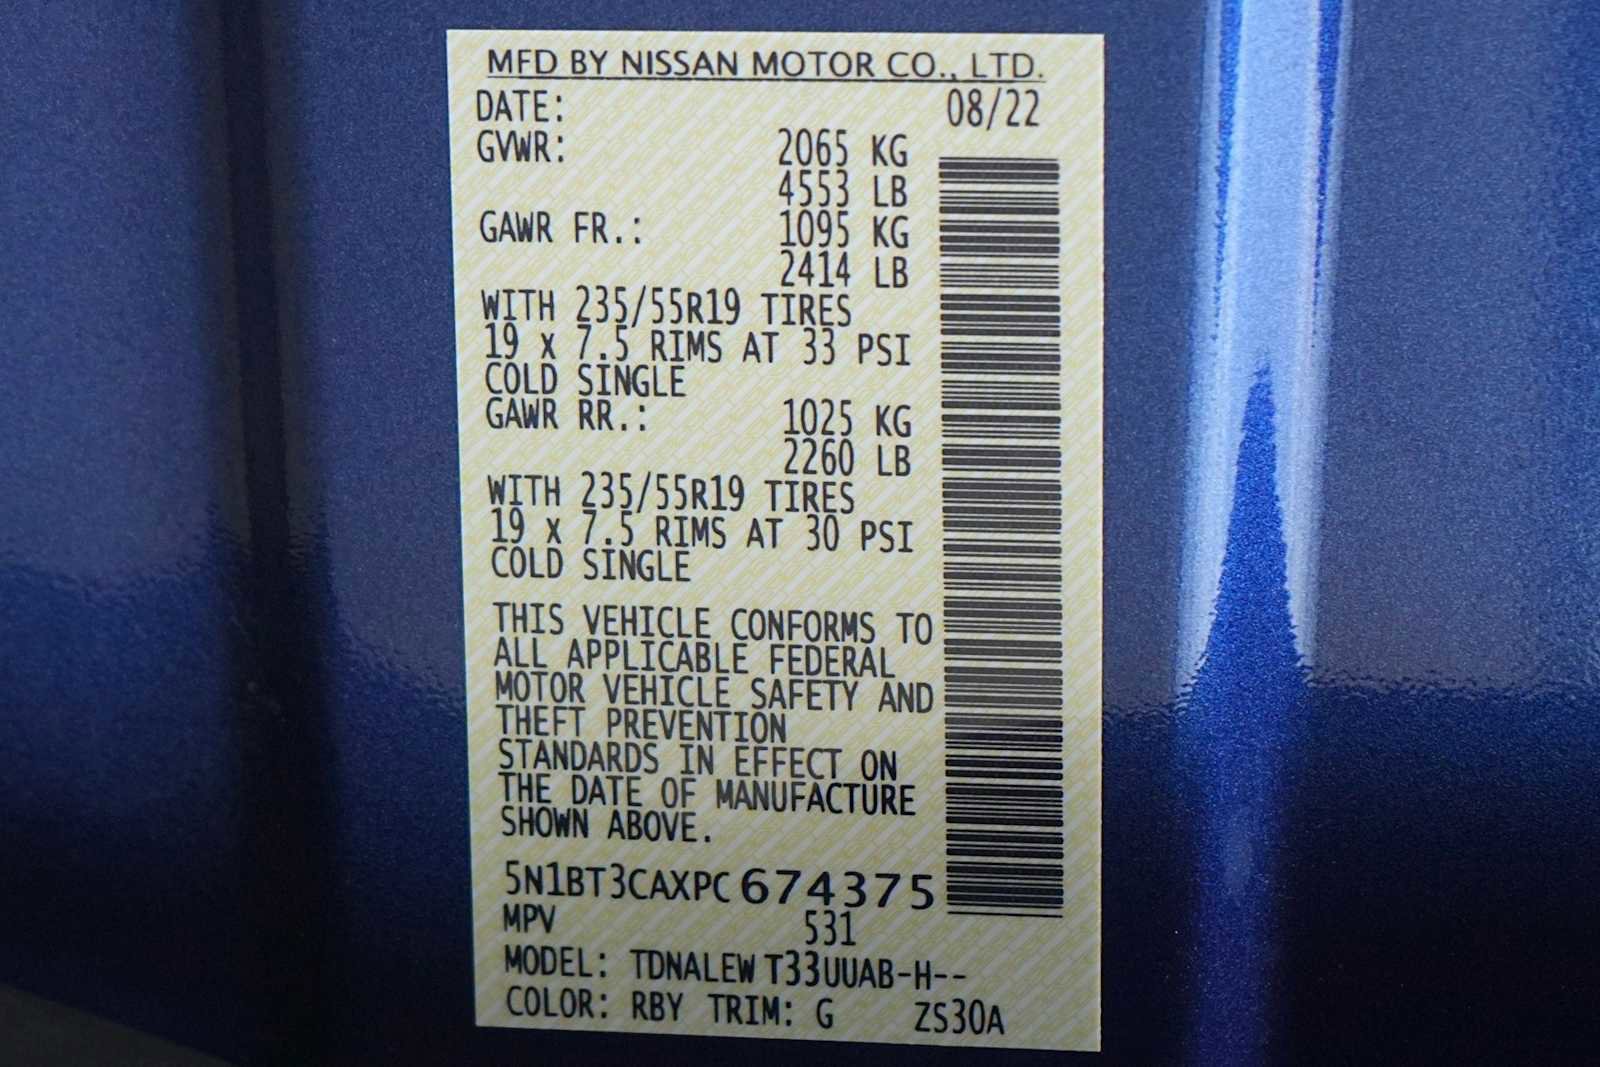 MFD BY NISSAN MOTOR CO., LTD.
DATE: 08/22
GVWR: 2065 KG
4553 LB
GAWR FR.: 1095 KG
2414 LB
WITH 235/55R19 TIRES
19 x 7.5 RIMS AT 33 PSI
COLD SINGLE
GAWR RR.: 1025 KG
2260 LB
WITH 235/55R19 TIRES
19 x 7.5 RIMS AT 30 PSI
COLD SINGLE
THIS VEHICLE CONFORMS TO
ALL APPLICABLE FEDERAL
MOTOR VEHICLE SAFETY AND
THEFT PREVENTION
STANDARDS IN EFFECT ON
THE DATE OF MANUFACTURE
SHOWN ABOVE.
5N1BT3CAXPC674375
MPV 531
MODEL: TDNALEW T33UUAB-H--
COLOR: RBY TRIM: G ZS30A